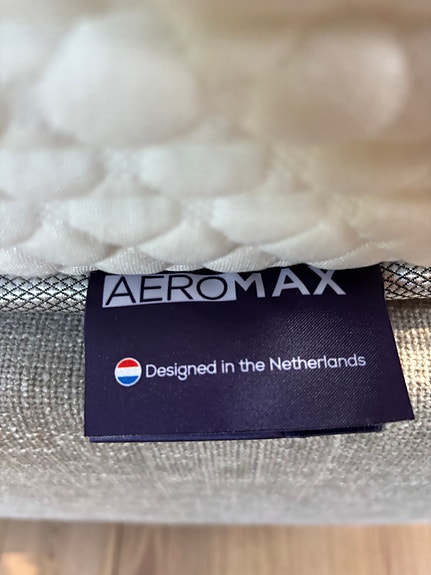 AEROMAX
Designed in the Netherlands